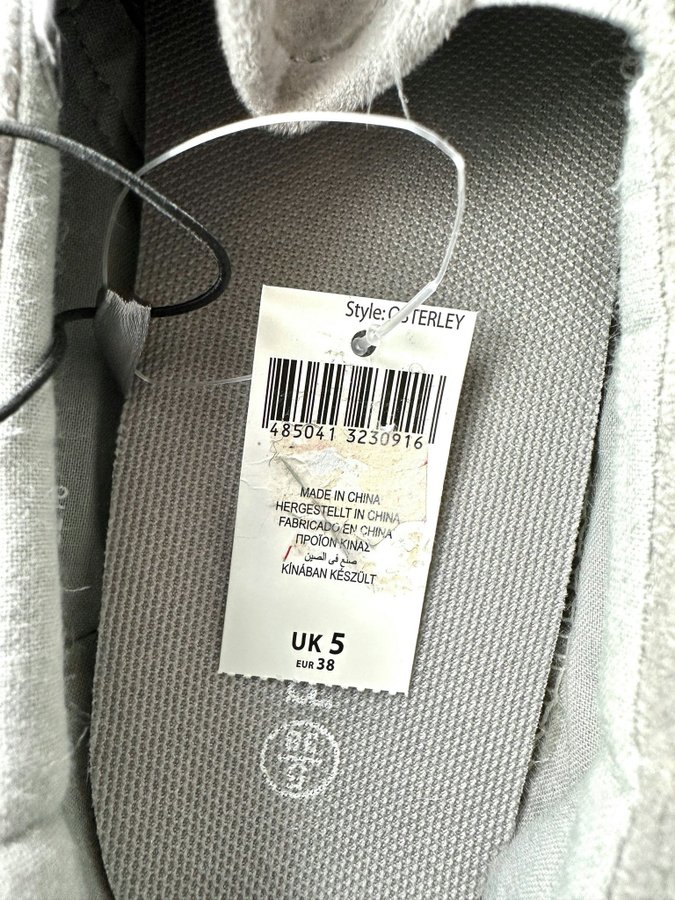 Style: OSTERLEY
485041 3230916
MADE IN CHINA
HERGESTELLT IN CHINA
FABRICADO EN CHINA
ΠΡΟΪΟΝ ΚΙΝΑΣ
صنع فى الصين
KÍNÁBAN KÉSZÜLT
UK 5
EUR 38